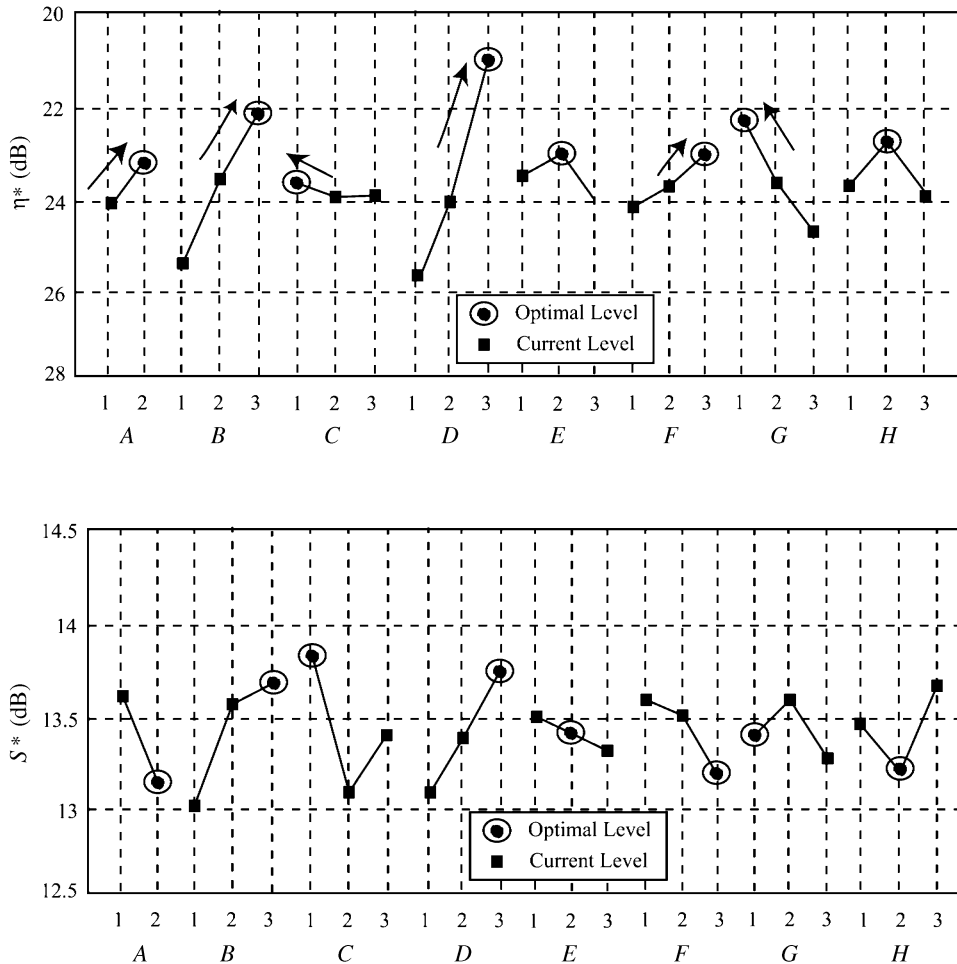 20
22
24
26
28
η* (dB)
Optimal Level
Current Level
1 2 1 2 3 1 2 3 1 2 3 1 2 3 1 2 3 1 2 3 1 2 3
A B C D E F G H
14.5
14
13.5
13
12.5
S* (dB)
Optimal Level
Current Level
1 2 1 2 3 1 2 3 1 2 3 1 2 3 1 2 3 1 2 3 1 2 3
A B C D E F G H